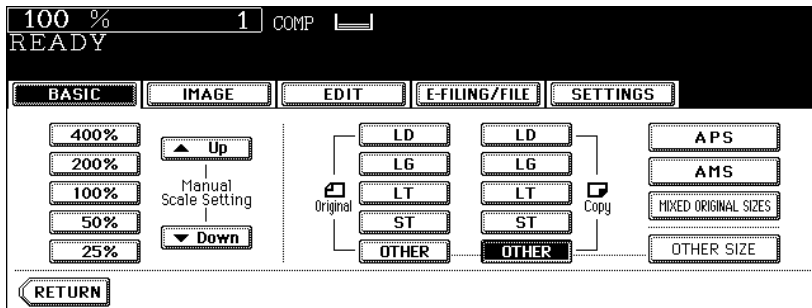 100 % 1 COMP
READY
BASIC IMAGE EDIT E-FILING/FILE SETTINGS
400% LD LD APS
▲ Up
200% LG LG AMS
100% Manual Scale Setting Original LT LT Copy MIXED ORIGINAL SIZES
50% ST ST
▼ Down
25% OTHER OTHER OTHER SIZE
RETURN